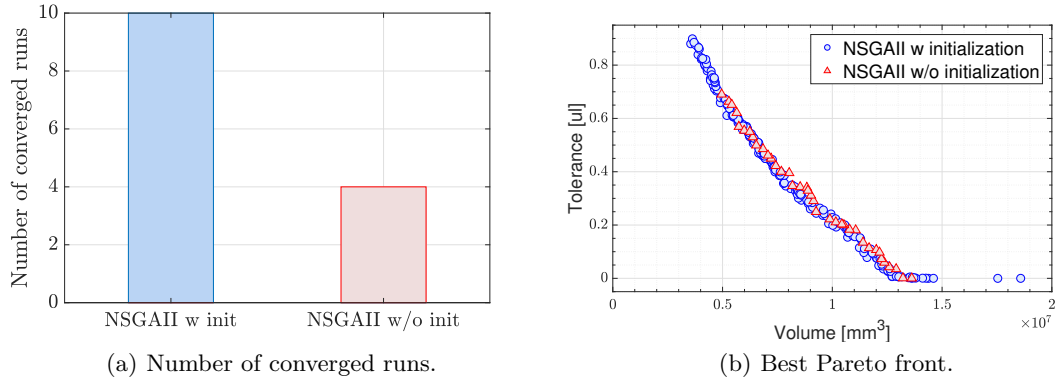 10
8
6
4
2
0
Number of converged runs
NSGAII w init
NSGAII w/o init
(a) Number of converged runs.
NSGAII w initialization
NSGAII w/o initialization
0.8
0.6
0.4
0.2
0
Tolerance [ul]
0 0.5 1 1.5 2
×10⁷
Volume [mm³]
(b) Best Pareto front.